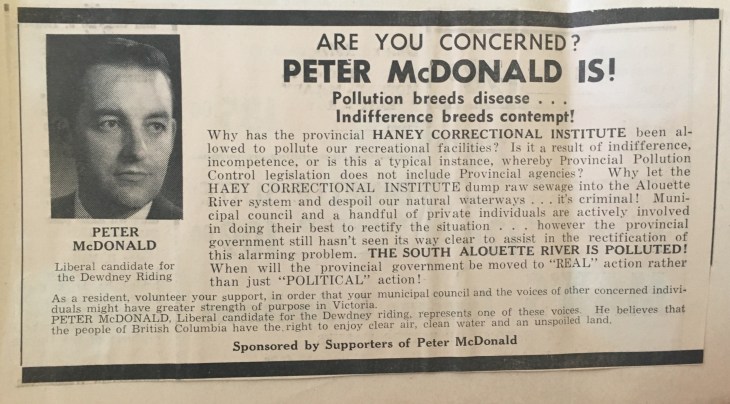 ARE YOU CONCERNED?
PETER McDONALD IS!
Pollution breeds disease . . .
Indifference breeds contempt!
Why has the provincial HANEY CORRECTIONAL INSTITUTE been al-
lowed to pollute our recreational facilities? Is it a result of indifference,
incompetence, or is this a typical instance, whereby Provincial Pollution
Control legislation does not include Provincial agencies? Why let the
HAEY CORRECTIONAL INSTITUTE dump raw sewage into the Alouette
River system and despoil our natural waterways . . . it's criminal! Muni-
cipal council and a handful of private individuals are actively involved
in doing their best to rectify the situation . . . however the provincial
government still hasn't seen its way clear to assist in the rectification of
this alarming problem. THE SOUTH ALOUETTE RIVER IS POLLUTED!
When will the provincial government be moved to "REAL" action rather
than just "POLITICAL" action!
PETER
McDONALD
Liberal candidate for
the Dewdney Riding
As a resident, volunteer your support, in order that your municipal council and the voices of other concerned indivi-
duals might have greater strength of purpose in Victoria.
PETER McDONALD, Liberal candidate for the Dewdney riding, represents one of these voices. He believes that
the people of British Columbia have the right to enjoy clear air, clean water and an unspoiled land.
Sponsored by Supporters of Peter McDonald